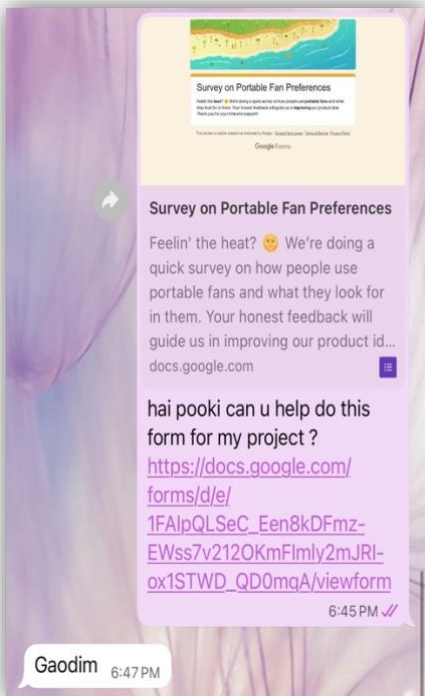 Survey on Portable Fan Preferences
Google Forms
Survey on Portable Fan Preferences
Feelin' the heat? 🥵 We're doing a
quick survey on how people use
portable fans and what they look for
in them. Your honest feedback will
guide us in improving our product id...
docs.google.com
hai pooki can u help do this
form for my project ?
https://docs.google.com/
forms/d/e/
1FAIpQLSeC_Een8kDFmz-
EWss7v212OKmFlmly2mJRI-
ox1STWD_QD0mqA/viewform
6:45 PM
Gaodim 6:47 PM